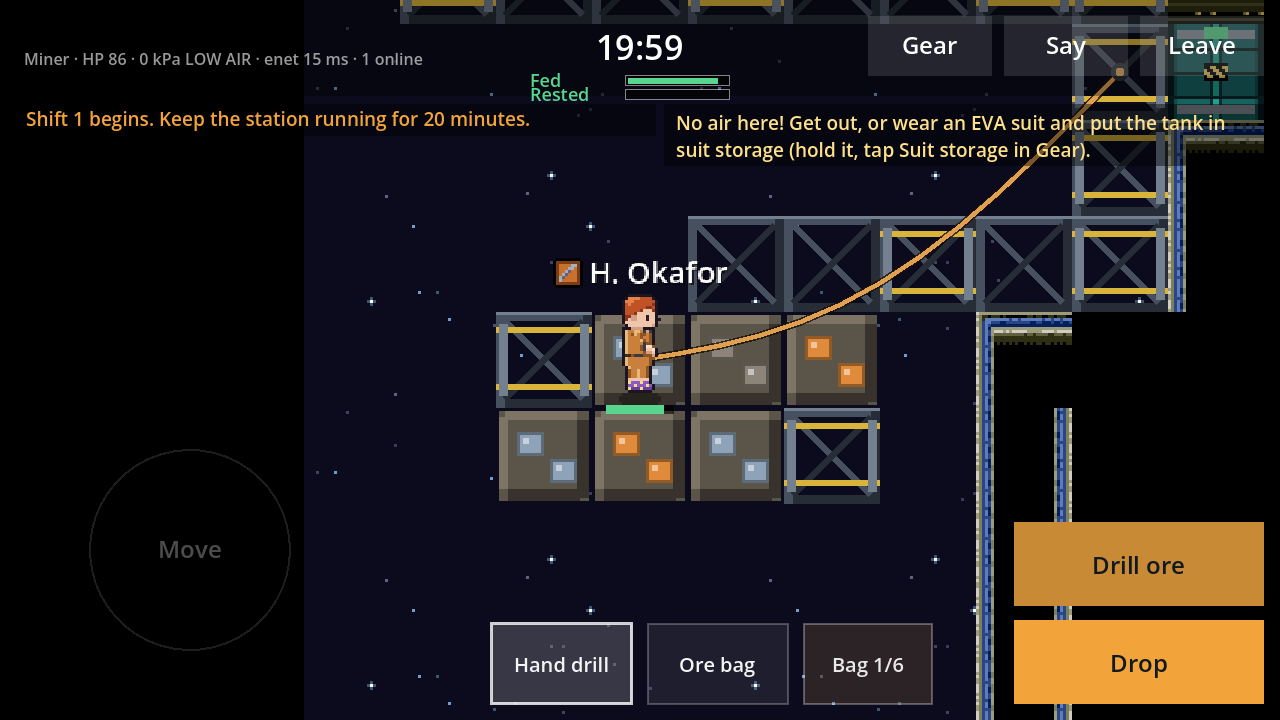 19:59
Gear
Say
Leave
Miner · HP 86 · 0 kPa LOW AIR · enet 15 ms · 1 online
Fed
Rested
Shift 1 begins. Keep the station running for 20 minutes.
No air here! Get out, or wear an EVA suit and put the tank in
suit storage (hold it, tap Suit storage in Gear).
H. Okafor
Move
Drill ore
Hand drill
Ore bag
Bag 1/6
Drop